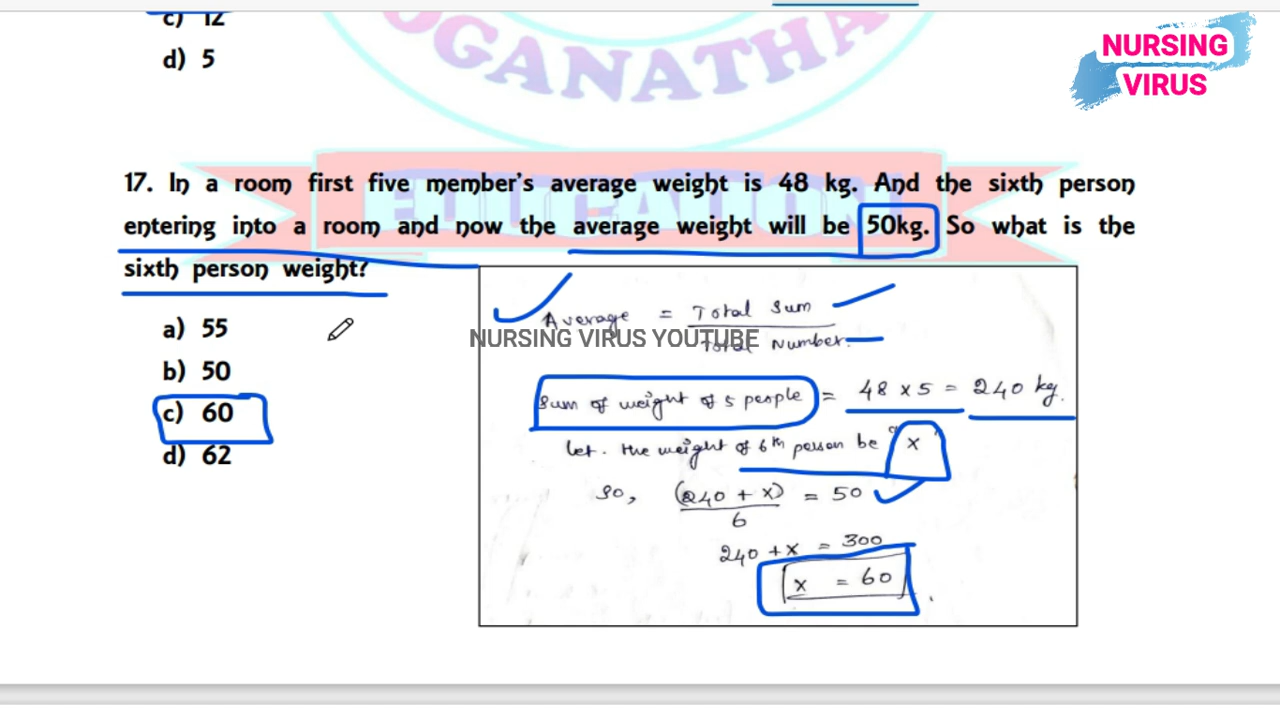 c) 12
d) 5
NURSING
VIRUS
OGANATHA
EDUCATION
17. In a room first five member's average weight is 48 kg. And the sixth person
entering into a room and now the average weight will be 50kg. So what is the
sixth person weight?
a) 55
b) 50
c) 60
d) 62
Average = Total Sum
Total Number.
NURSING VIRUS YOUTUBE
Sum of weight of 5 people = 48 x 5 = 240 kg.
let. the weight of 6th person be "x"
So, (240 + x) = 50
6
240 + x = 300
x = 60